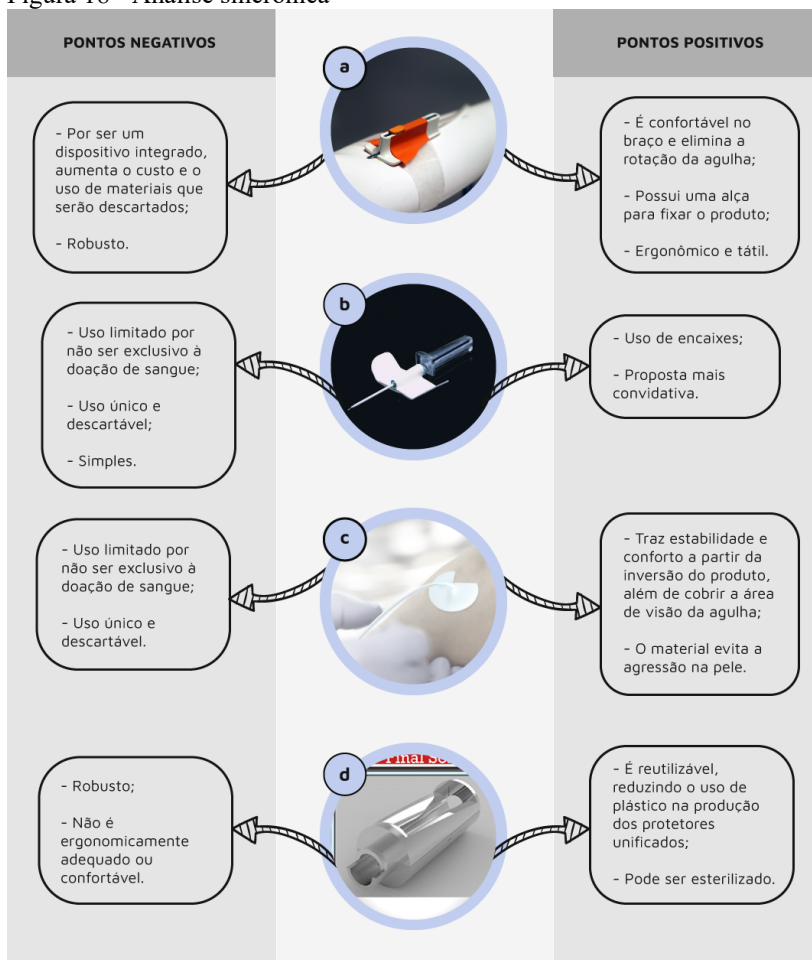 Figura 18 - Análise sincrônica
PONTOS NEGATIVOS
PONTOS POSITIVOS
a
- Por ser um
dispositivo integrado,
aumenta o custo e o
uso de materiais que
serão descartados;
- Robusto.
- É confortável no
braço e elimina a
rotação da agulha;
- Possui uma alça
para fixar o produto;
- Ergonômico e tátil.
b
- Uso limitado por
não ser exclusivo à
doação de sangue;
- Uso único e
descartável;
- Simples.
- Uso de encaixes;
- Proposta mais
convidativa.
c
- Uso limitado por
não ser exclusivo à
doação de sangue;
- Uso único e
descartável.
- Traz estabilidade e
conforto a partir da
inversão do produto,
além de cobrir a área
de visão da agulha;
- O material evita a
agressão na pele.
d
Final
- Robusto;
- Não é
ergonomicamente
adequado ou
confortável.
- É reutilizável,
reduzindo o uso de
plástico na produção
dos protetores
unificados;
- Pode ser esterilizado.